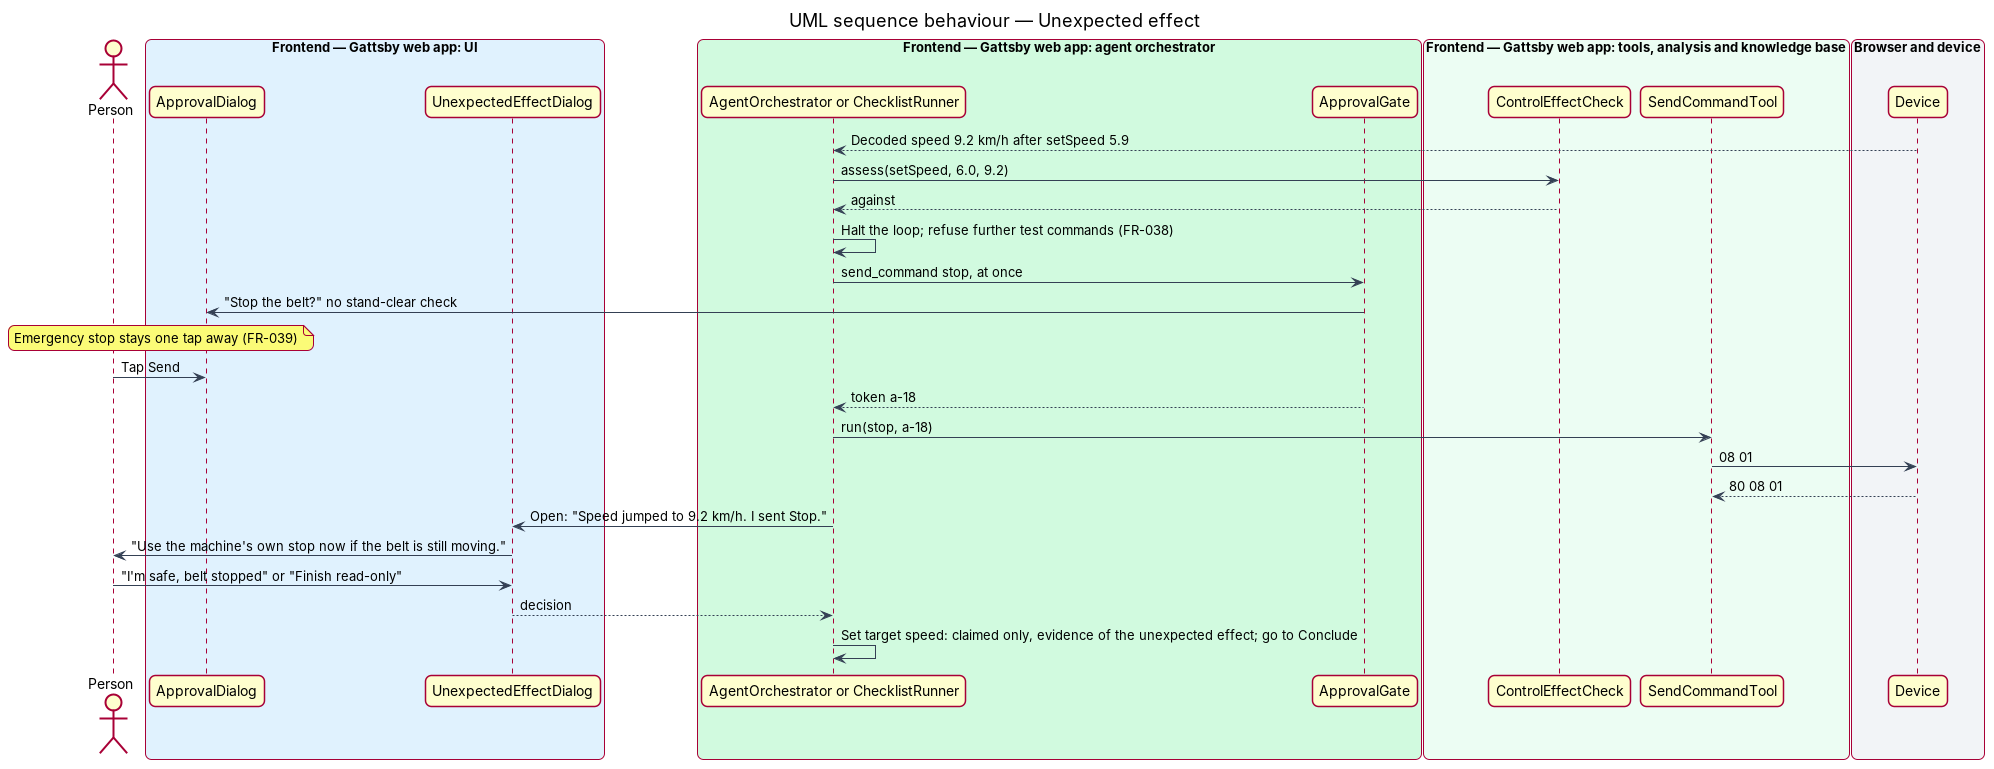 UML sequence behaviour — Unexpected effect
Frontend — Gattsby web app: UI
Frontend — Gattsby web app: agent orchestrator
Frontend — Gattsby web app: tools, analysis and knowledge base
Browser and device
Person
ApprovalDialog
UnexpectedEffectDialog
AgentOrchestrator or ChecklistRunner
ApprovalGate
ControlEffectCheck
SendCommandTool
Device
Decoded speed 9.2 km/h after setSpeed 5.9
assess(setSpeed, 6.0, 9.2)
against
Halt the loop; refuse further test commands (FR-038)
send_command stop, at once
"Stop the belt?" no stand-clear check
Emergency stop stays one tap away (FR-039)
Tap Send
token a-18
run(stop, a-18)
08 01
80 08 01
Open: "Speed jumped to 9.2 km/h. I sent Stop."
"Use the machine's own stop now if the belt is still moving."
"I'm safe, belt stopped" or "Finish read-only"
decision
Set target speed: claimed only, evidence of the unexpected effect; go to Conclude
Person
ApprovalDialog
UnexpectedEffectDialog
AgentOrchestrator or ChecklistRunner
ApprovalGate
ControlEffectCheck
SendCommandTool
Device